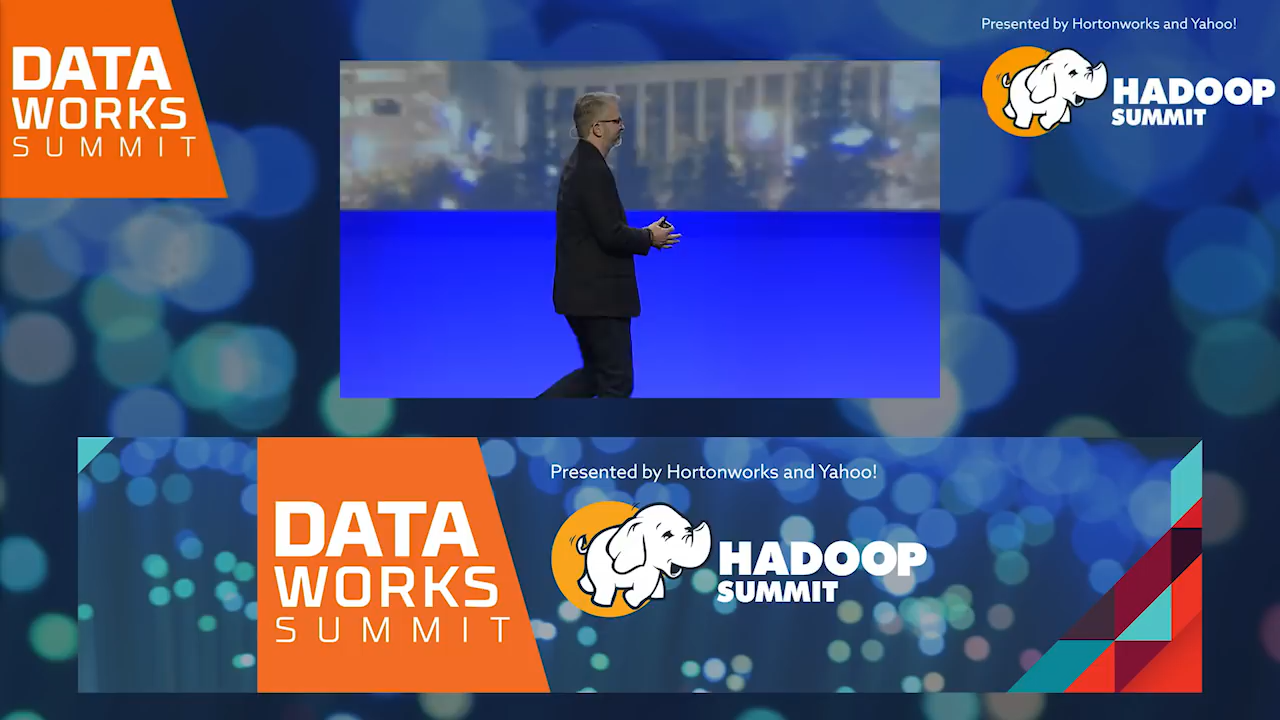 DATA
WORKS
SUMMIT
Presented by Hortonworks and Yahoo!
HADOOP
SUMMIT
DATA
WORKS
SUMMIT
Presented by Hortonworks and Yahoo!
HADOOP
SUMMIT